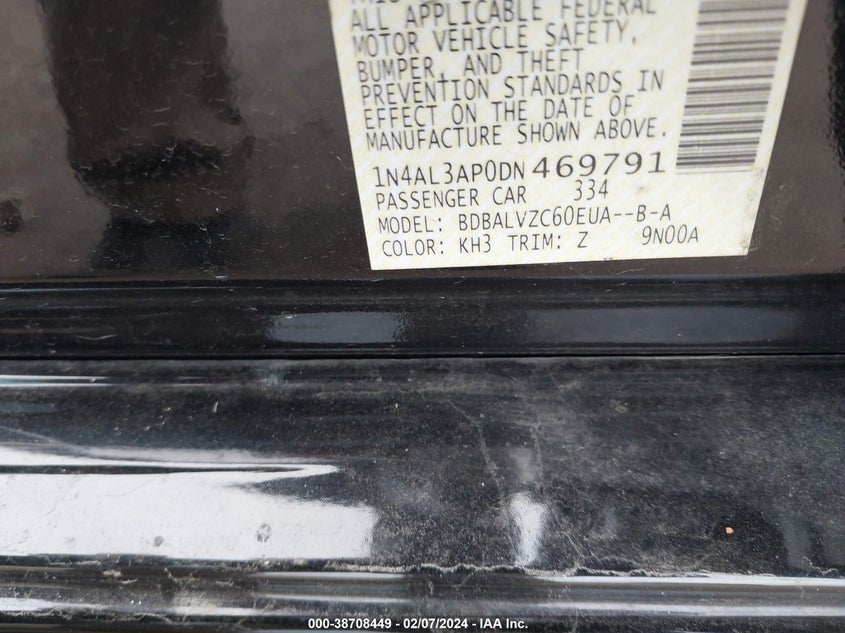 THIS
ALL APPLICABLE FEDERAL
MOTOR VEHICLE SAFETY,
BUMPER, AND THEFT
PREVENTION STANDARDS IN
EFFECT ON THE DATE OF
MANUFACTURE SHOWN ABOVE.
1N4AL3AP0DN469791
PASSENGER CAR 334
MODEL: BDBALVZC60EUA--B-A
COLOR: KH3 TRIM: Z 9N00A
000-38708449 - 02/07/2024 - IAA Inc.